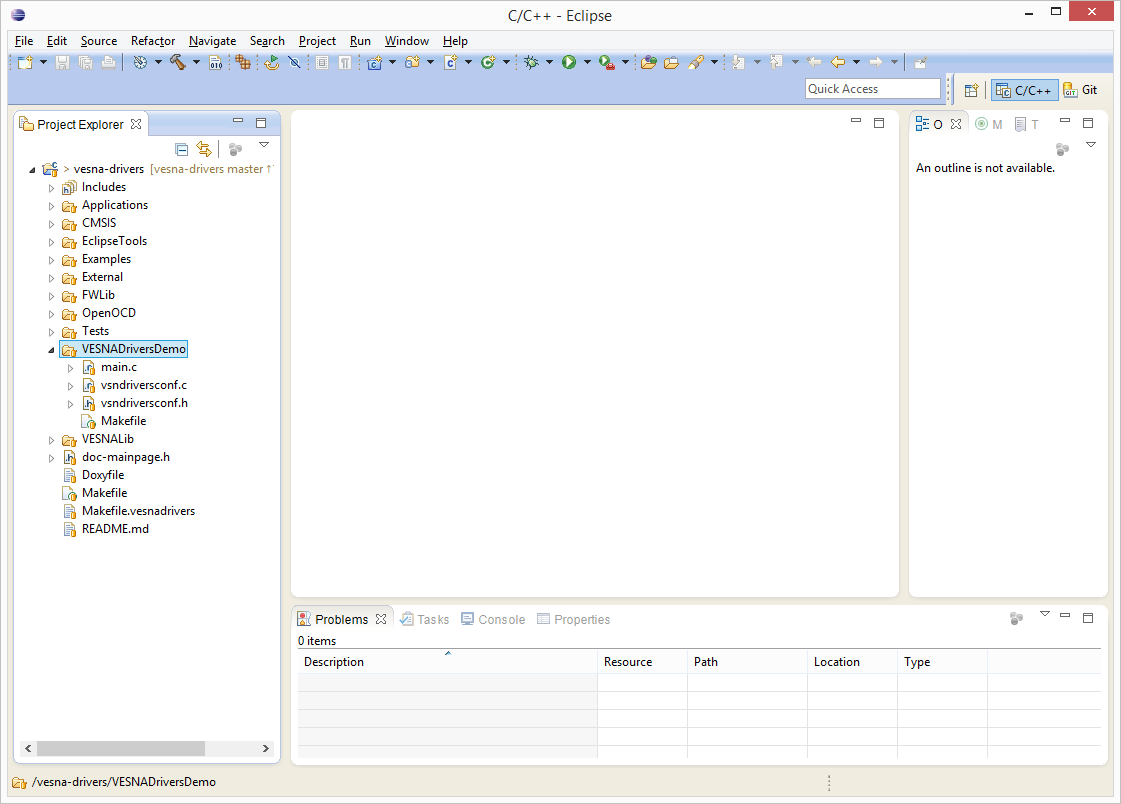 C/C++ - Eclipse
File Edit Source Refactor Navigate Search Project Run Window Help
Quick Access
C/C++
Git
Project Explorer
> vesna-drivers [vesna-drivers master ↑
Includes
Applications
CMSIS
EclipseTools
Examples
External
FWLib
OpenOCD
Tests
VESNADriversDemo
main.c
vsndriversconf.c
vsndriversconf.h
Makefile
VESNALib
doc-mainpage.h
Doxyfile
Makefile
Makefile.vesnadrivers
README.md
O M T
An outline is not available.
Problems Tasks Console Properties
0 items
Description Resource Path Location Type
/vesna-drivers/VESNADriversDemo